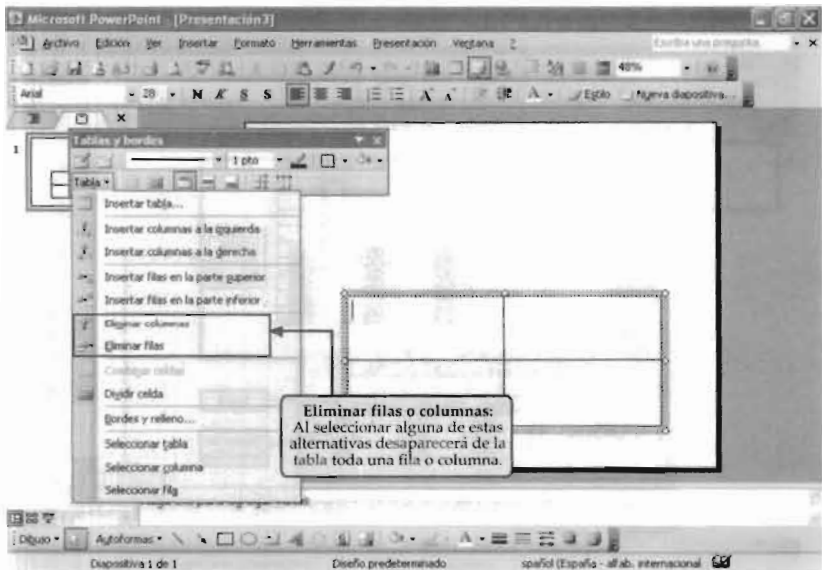 Microsoft PowerPoint - [Presentación3]
Archivo Edición Ver Insertar Formato Herramientas Presentación Ventana ?
Escriba una pregunta
48%
Arial 28 N K S S Estilo Nueva diapositiva...
1
Tablas y bordes
1 pto
Tabla
Insertar tabla...
Insertar columnas a la izquierda
Insertar columnas a la derecha
Insertar filas en la parte superior
Insertar filas en la parte inferior
Eliminar columnas
Eliminar filas
Combinar celdas
Dividir celda
Bordes y relleno...
Seleccionar tabla
Seleccionar columna
Seleccionar fila
Eliminar filas o columnas:
Al seleccionar alguna de estas
alternativas desaparecerá de la
tabla toda una fila o columna.
Dibujo Autoformas
Diapositiva 1 de 1 Diseño predeterminado spañol (España - alfab. internacional